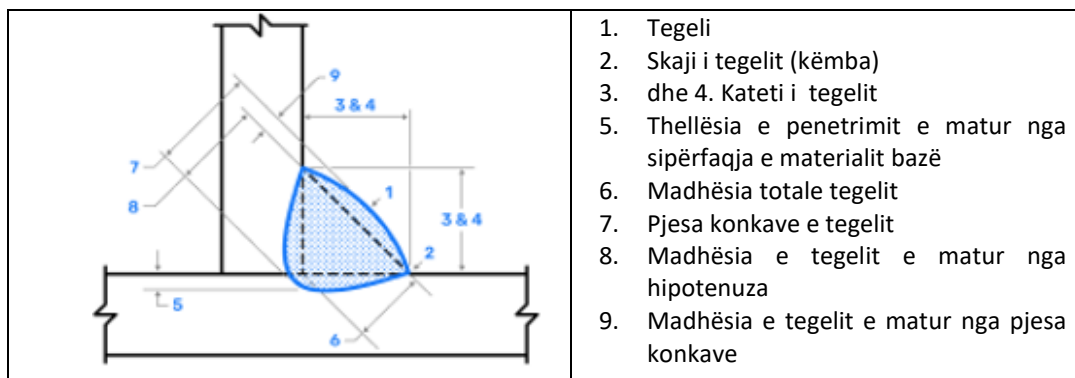 9
3 & 4
7
1
8
3 & 4
2
5
6
1. Tegeli
2. Skaji i tegelit (këmba)
3. dhe 4. Kateti i tegelit
5. Thellësia e penetrimit e matur nga
sipërfaqja e materialit bazë
6. Madhësia totale tegelit
7. Pjesa konkave e tegelit
8. Madhësia e tegelit e matur nga
hipotenuza
9. Madhësia e tegelit e matur nga pjesa
konkave